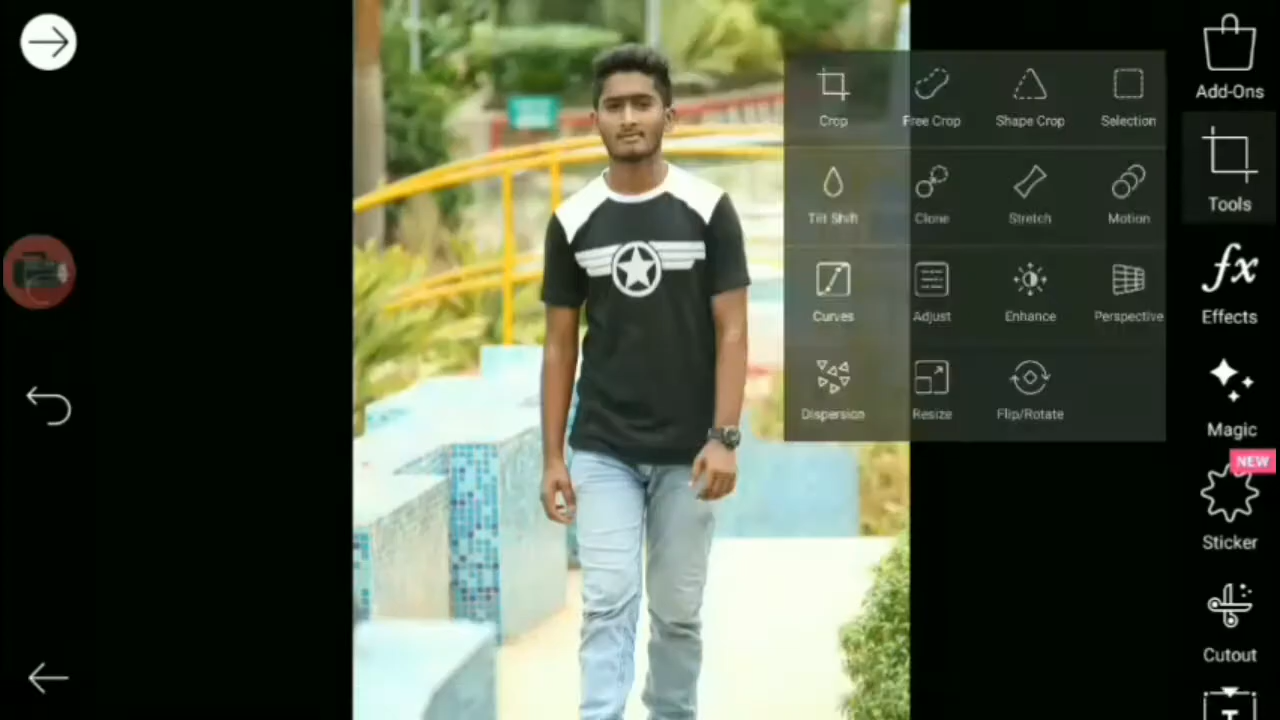 Add-Ons
Crop
Free Crop
Shape Crop
Selection
Tools
Tilt Shift
Clone
Stretch
Motion
Curves
Adjust
Enhance
Perspective
Effects
Dispersion
Resize
Flip/Rotate
Magic
NEW
Sticker
Cutout
T